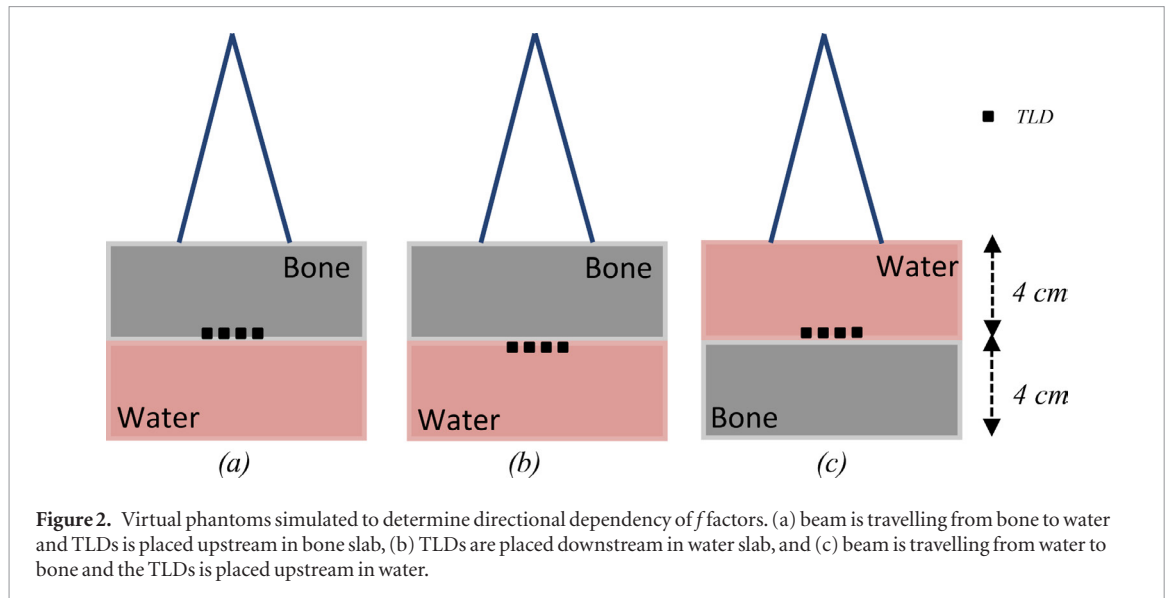 TLD
Bone
Bone
Water
4 cm
Water
Water
Bone
4 cm
(a)
(b)
(c)
Figure 2. Virtual phantoms simulated to determine directional dependency of f factors. (a) beam is travelling from bone to water
and TLDs is placed upstream in bone slab, (b) TLDs are placed downstream in water slab, and (c) beam is travelling from water to
bone and the TLDs is placed upstream in water.